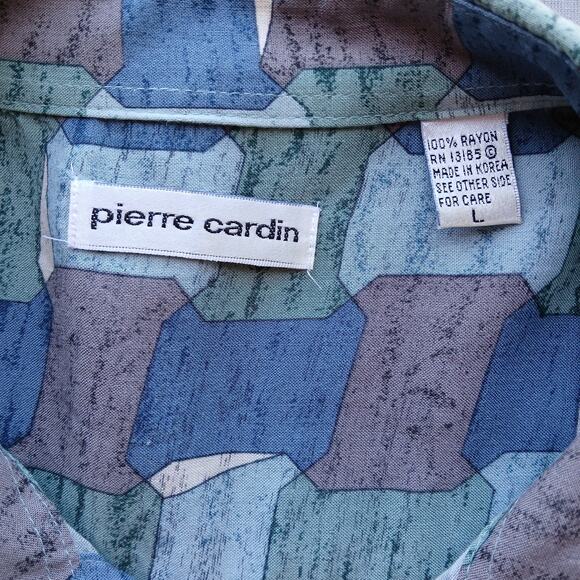 pierre cardin
100% RAYON
RN 13185 ©
MADE IN KOREA
SEE OTHER SIDE
FOR CARE
L